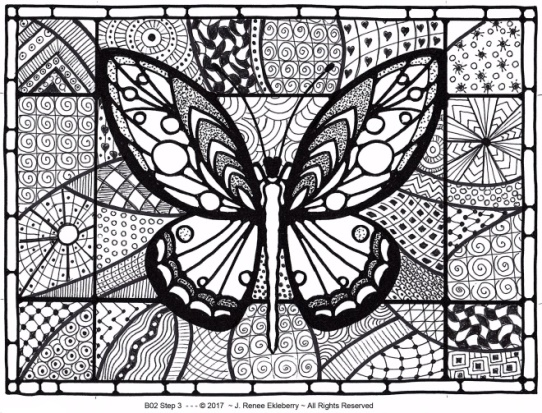 B02 Step 3 - - - © 2017 ~ J. Renee Ekleberry ~ All Rights Reserved